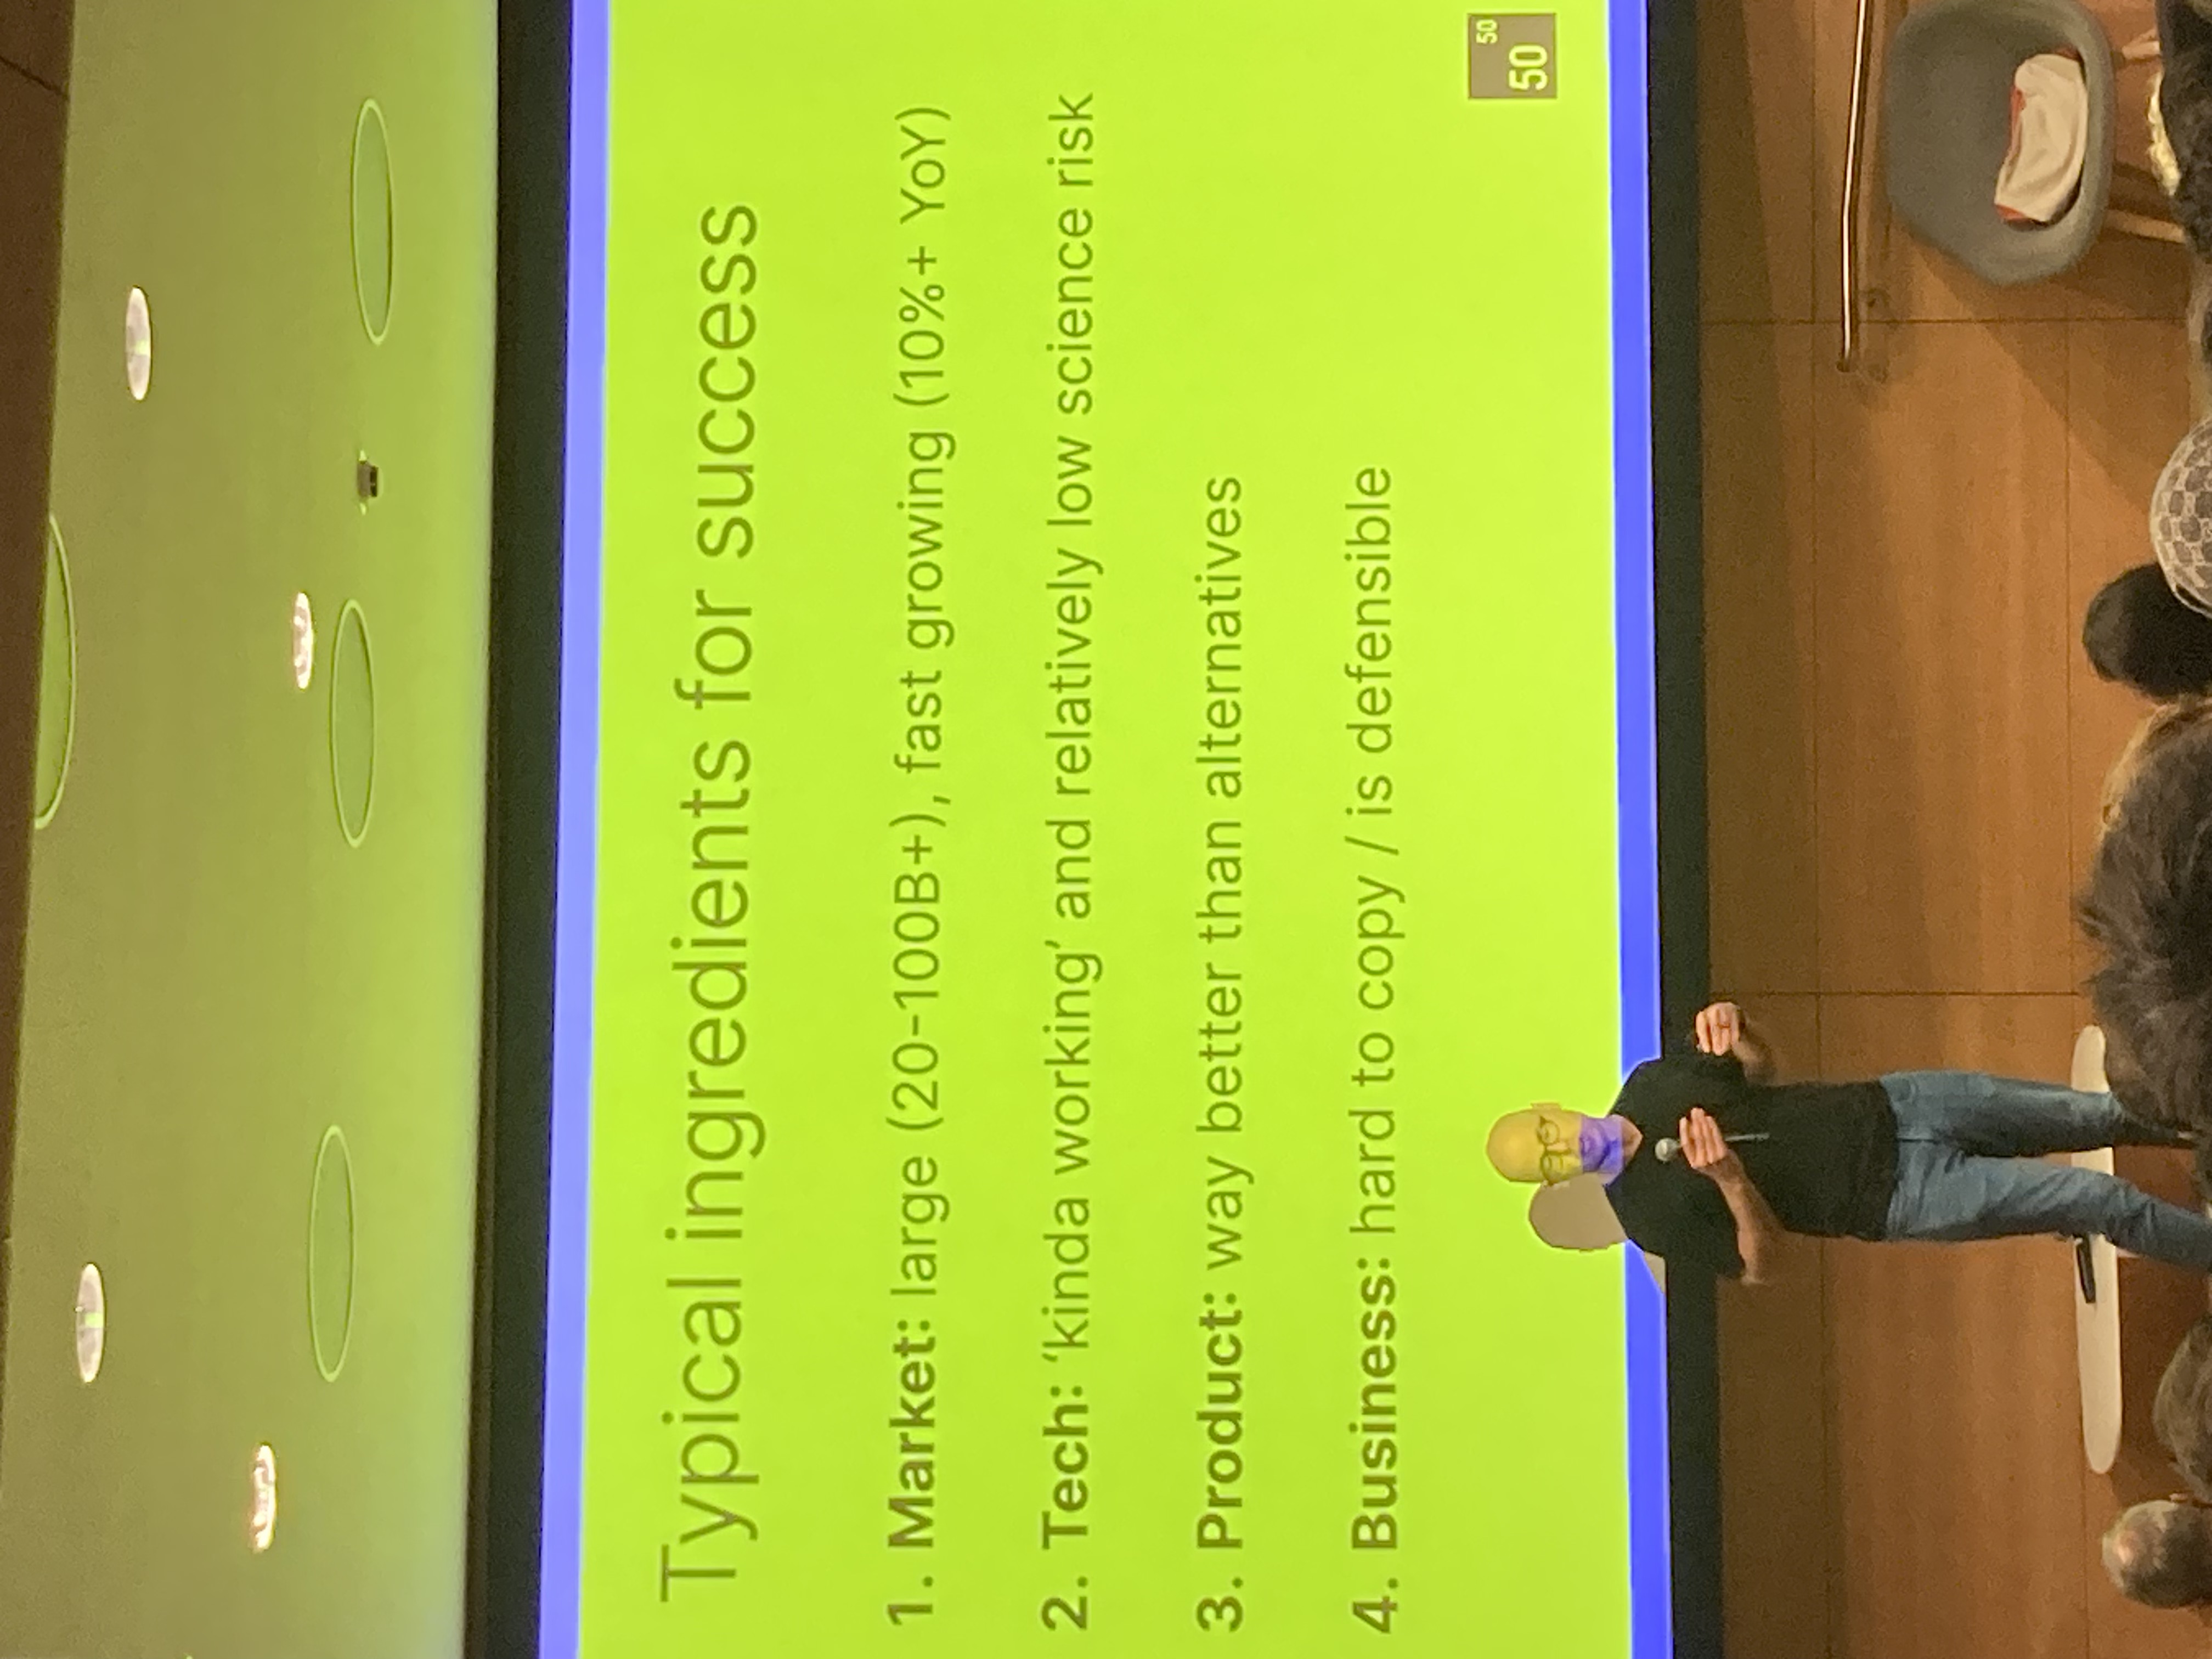 Typical ingredients for success
1. Market: large (20-100B+), fast growing (10%+ YoY)
2. Tech: ‘kinda working’ and relatively low science risk
3. Product: way better than alternatives
4. Business: hard to copy / is defensible
50
50